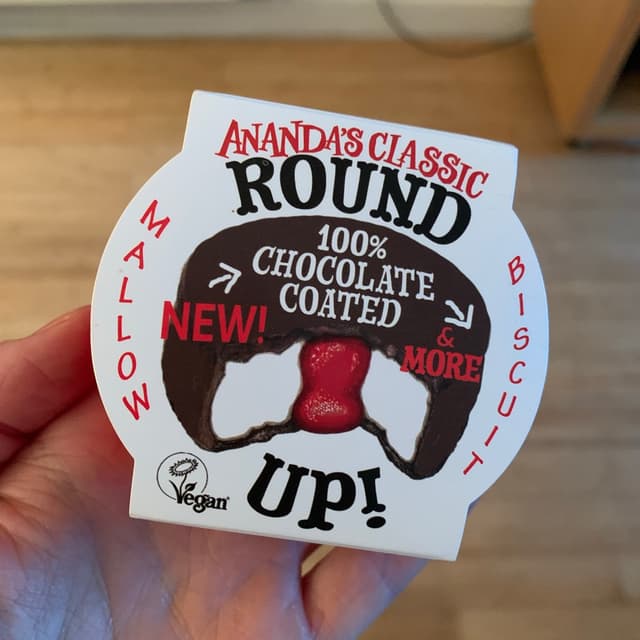 ANANDA'S CLASSIC
ROUND
100%
CHOCOLATE
COATED
NEW!
&
MORE
MALLOW
BISCUIT
Vegan
UP!